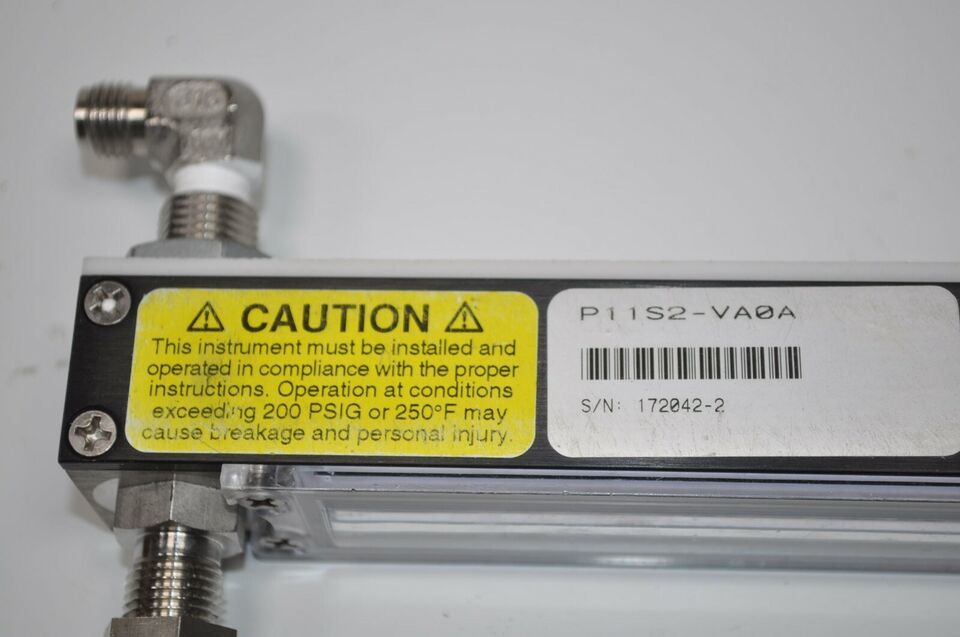 CAUTION
This instrument must be installed and
operated in compliance with the proper
instructions. Operation at conditions
exceeding 200 PSIG or 250°F may
cause breakage and personal injury.
P11S2-VA0A
S/N: 172042-2